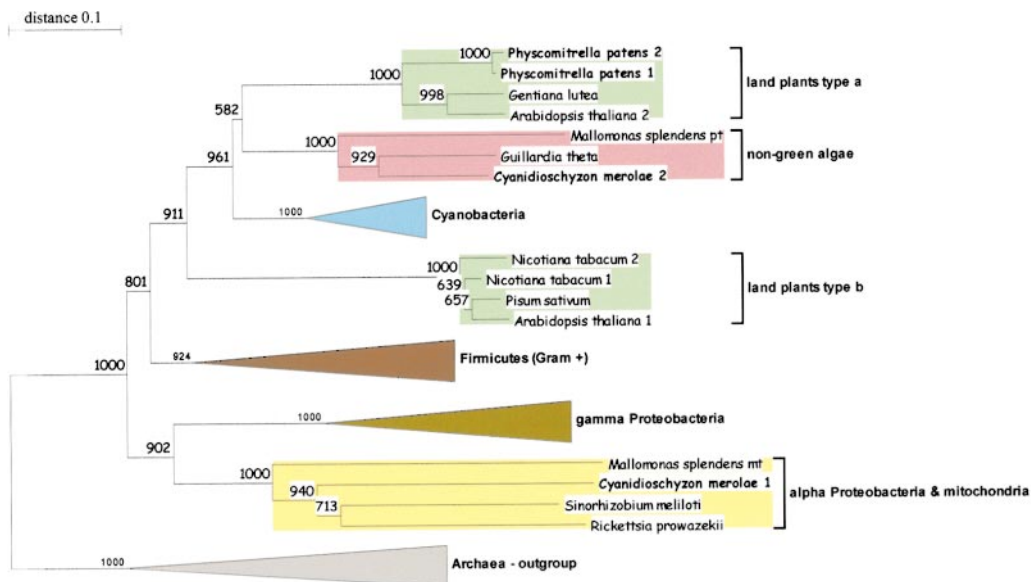 distance 0.1
1000
Physcomitrella patens 2
Physcomitrella patens 1
1000
998
Gentiana lutea
Arabidopsis thaliana 2
land plants type a
582
1000
Mallomonas splendens pt
929
Guillardia theta
Cyanidioschyzon merolae 2
non-green algae
961
1000
Cyanobacteria
911
1000
Nicotiana tabacum 2
639
Nicotiana tabacum 1
657
Pisum sativum
Arabidopsis thaliana 1
land plants type b
801
924
Firmicutes (Gram +)
1000
1000
gamma Proteobacteria
902
1000
Mallomonas splendens mt
940
Cyanidioschyzon merolae 1
713
Sinorhizobium meliloti
Rickettsia prowazekii
alpha Proteobacteria & mitochondria
1000
Archaea - outgroup